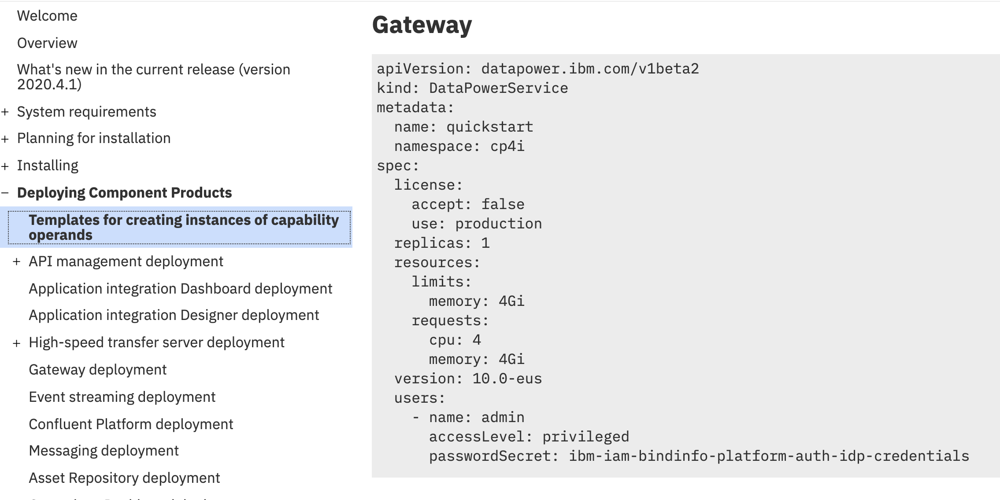 Welcome
Overview
What's new in the current release (version
2020.4.1)
+ System requirements
+ Planning for installation
+ Installing
− Deploying Component Products
Templates for creating instances of capability
operands
+ API management deployment
Application integration Dashboard deployment
Application integration Designer deployment
+ High-speed transfer server deployment
Gateway deployment
Event streaming deployment
Confluent Platform deployment
Messaging deployment
Asset Repository deployment
Gateway
apiVersion: datapower.ibm.com/v1beta2
kind: DataPowerService
metadata:
  name: quickstart
  namespace: cp4i
spec:
  license:
    accept: false
    use: production
  replicas: 1
  resources:
    limits:
      memory: 4Gi
    requests:
      cpu: 4
      memory: 4Gi
  version: 10.0-eus
  users:
    - name: admin
      accessLevel: privileged
      passwordSecret: ibm-iam-bindinfo-platform-auth-idp-credentials